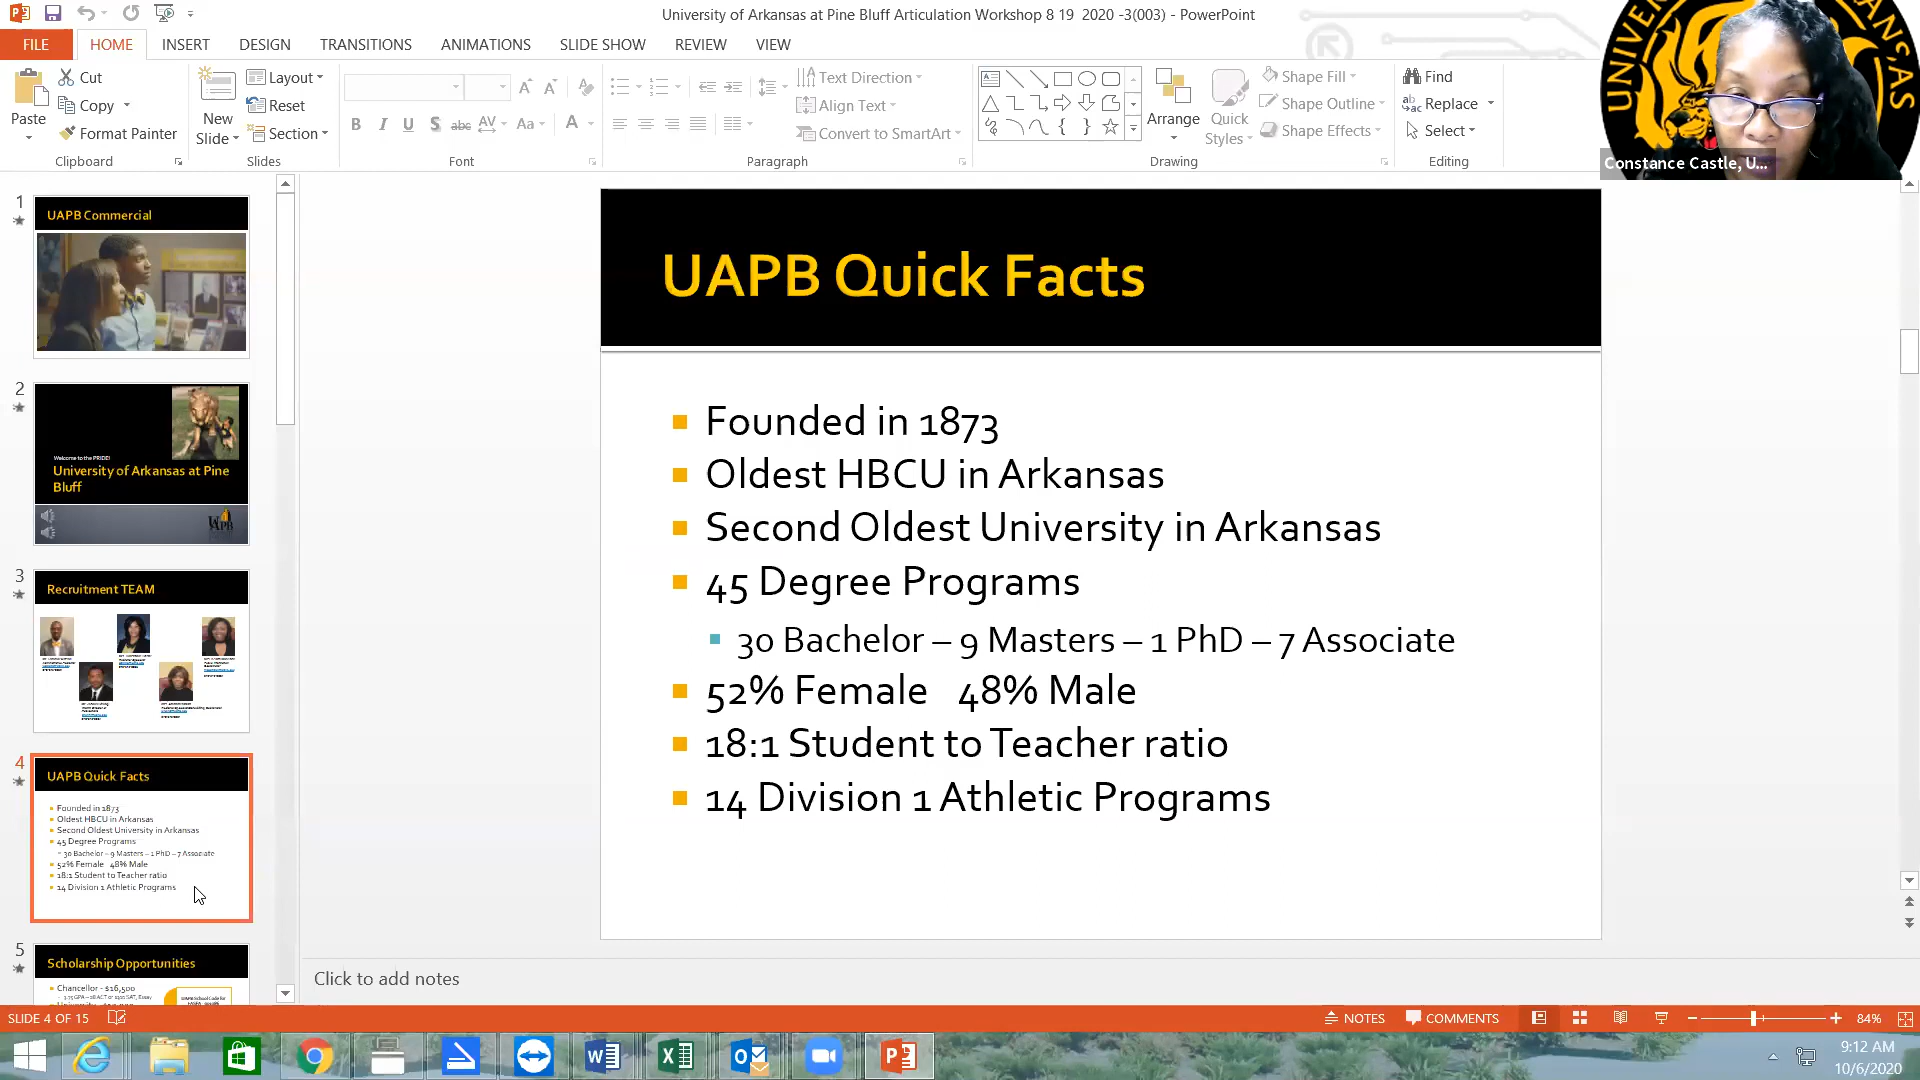 University of Arkansas at Pine Bluff Articulation Workshop 8 19 2020 -3(003) - PowerPoint
FILE
HOME
INSERT
DESIGN
TRANSITIONS
ANIMATIONS
SLIDE SHOW
REVIEW
VIEW
Paste
Cut
Copy
Format Painter
Clipboard
New Slide
Layout
Reset
Section
Slides
Font
Text Direction
Align Text
Convert to SmartArt
Paragraph
Arrange
Quick Styles
Shape Fill
Shape Outline
Shape Effects
Drawing
Find
Replace
Select
Editing
Constance Castle, U...
1
UAPB Commercial
2
Welcome to the PRIDE!
University of Arkansas at Pine
Bluff
UAPB
3
Recruitment TEAM
4
UAPB Quick Facts
Founded in 1873
Oldest HBCU in Arkansas
Second Oldest University in Arkansas
45 Degree Programs
30 Bachelor – 9 Masters – 1 PhD – 7 Associate
52% Female 48% Male
18:1 Student to Teacher ratio
14 Division 1 Athletic Programs
5
Scholarship Opportunities
Chancellor - $16,500
UAPB Quick Facts
Founded in 1873
Oldest HBCU in Arkansas
Second Oldest University in Arkansas
45 Degree Programs
30 Bachelor – 9 Masters – 1 PhD – 7 Associate
52% Female 48% Male
18:1 Student to Teacher ratio
14 Division 1 Athletic Programs
Click to add notes
SLIDE 4 OF 15
NOTES
COMMENTS
84%
9:12 AM
10/6/2020